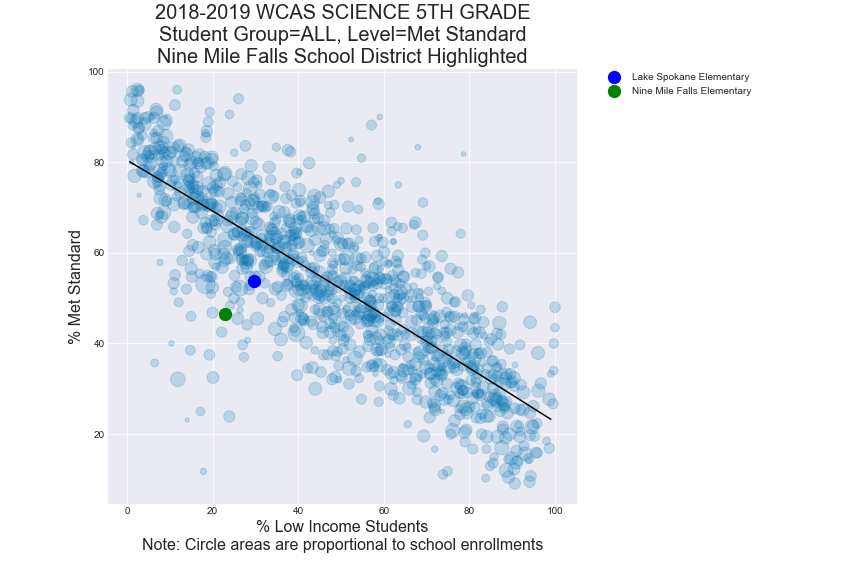 2018-2019 WCAS SCIENCE 5TH GRADE
Student Group=ALL, Level=Met Standard
Nine Mile Falls School District Highlighted
Lake Spokane Elementary
Nine Mile Falls Elementary
% Met Standard
100
80
60
40
20
0 20 40 60 80 100
% Low Income Students
Note: Circle areas are proportional to school enrollments